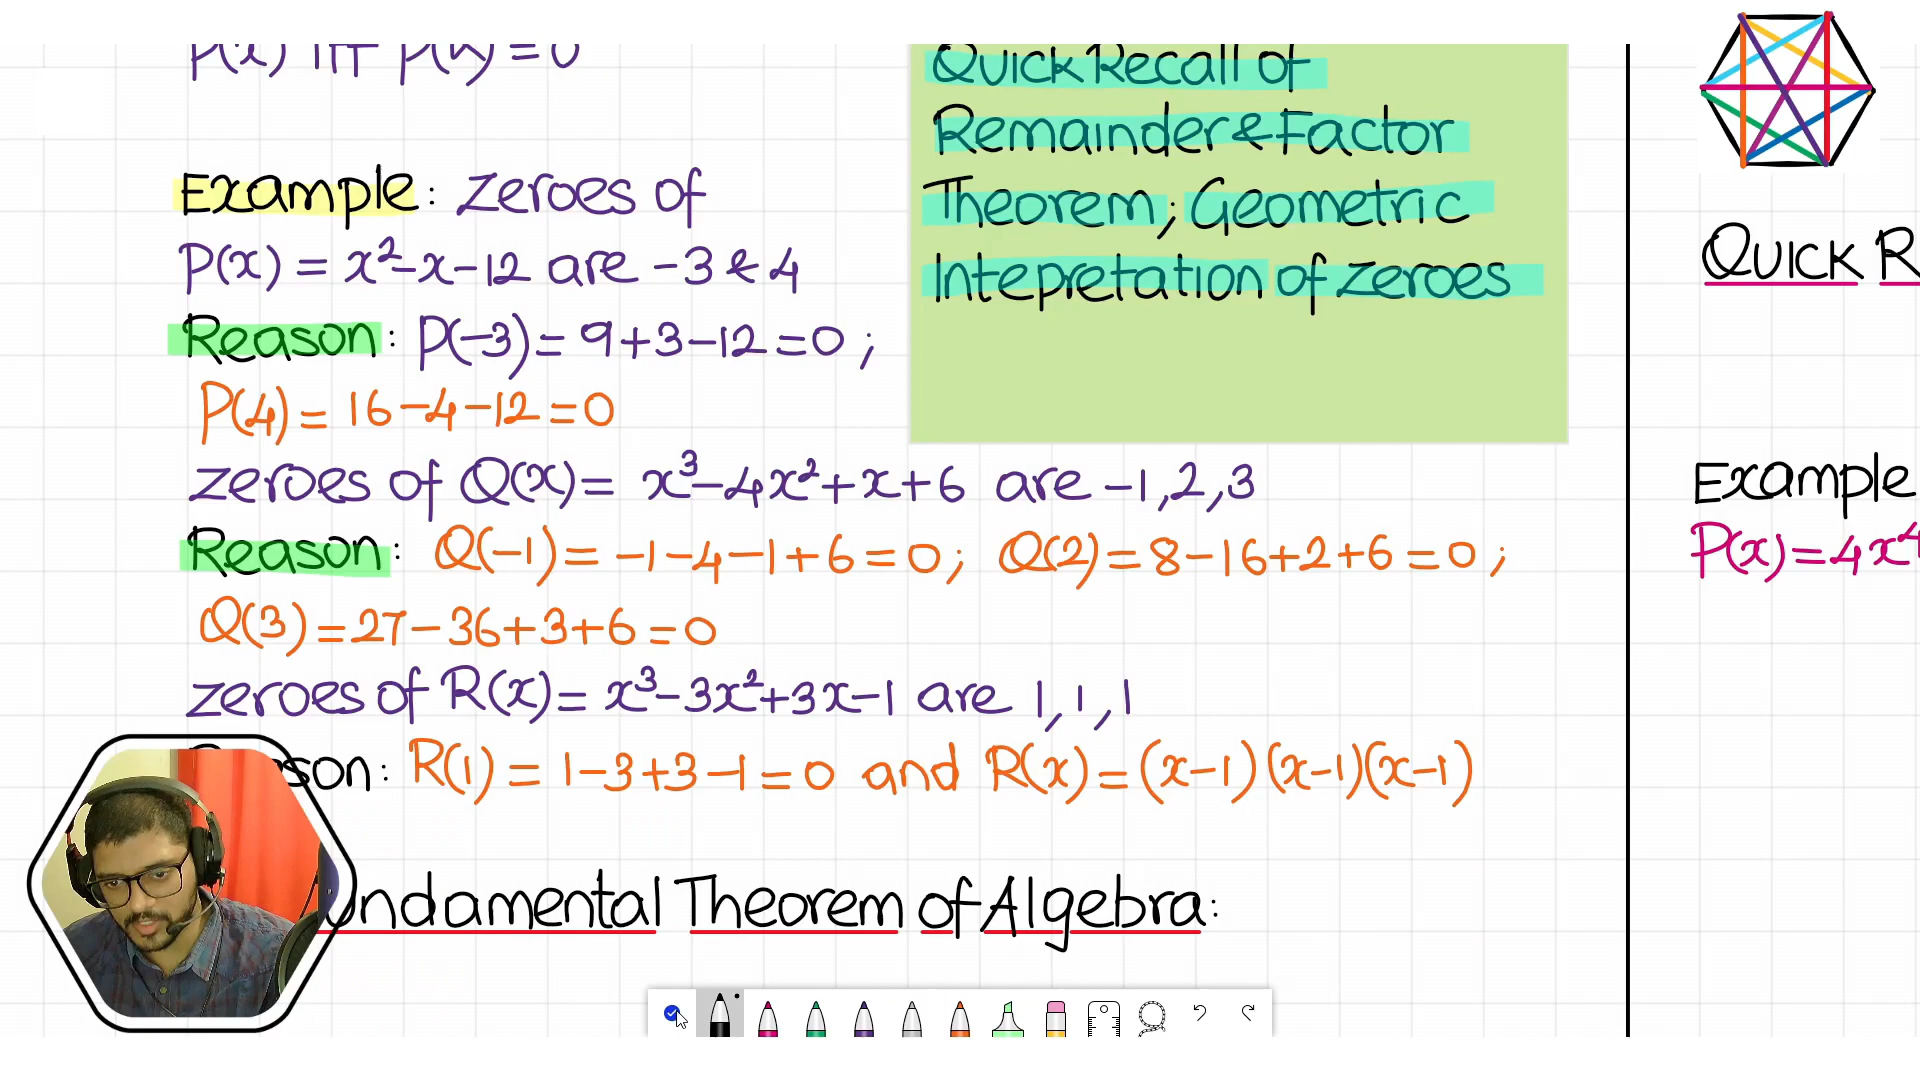 P(x) iff P(k) = 0
Example: zeroes of
P(x) = x²-x-12 are -3 & 4
Reason: P(-3) = 9+3-12=0 ;
P(4) = 16-4-12=0
zeroes of Q(x) = x³-4x²+x+6 are -1,2,3
Reason: Q(-1) = -1-4-1+6=0; Q(2)=8-16+2+6=0 ;
Q(3)=27-36+3+6=0
zeroes of R(x)= x³-3x²+3x-1 are 1,1,1
son: R(1) = 1-3+3-1=0 and R(x)=(x-1)(x-1)(x-1)
undamental Theorem of Algebra:
Quick Recall of
Remainder & Factor
Theorem; Geometric
Intepretation of zeroes
Quick R
Example
P(x)=4x⁴